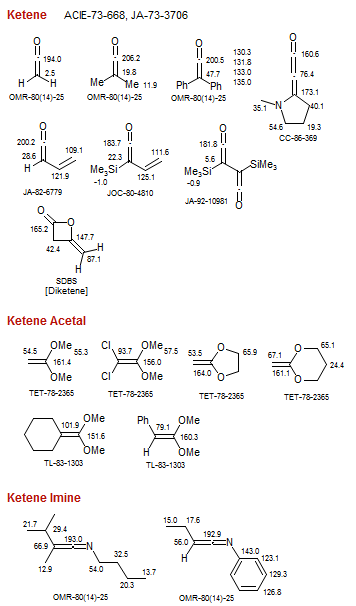 Ketene ACIE-73-668, JA-73-3706
O O O O
194.0 206.2 200.5 130.3 160.6
131.8
2.5 19.8 47.7 133.0 76.4
135.0
H H Me Me 11.9 Ph Ph 173.1
OMR-80(14)-25 OMR-80(14)-25 OMR-80(14)-25 35.1 N 40.1
54.6 19.3
CC-86-369
O O O
200.2 109.1 183.7 111.6 181.8 SiMe3
28.6 22.3 5.6
H 121.9 Me3Si 125.1 Me3Si
-1.0 -0.9 O
JA-82-6779 JOC-80-4810 JA-92-10981
O O
165.2 147.7 H
42.4 87.1
H
SDBS
[Diketene]
Ketene Acetal
OMe 55.3 Cl 93.7 OMe 57.5 O 65.9 O 65.1
54.5 161.4 156.0 53.5 164.0 67.1 161.1 24.4
OMe Cl OMe O O
TET-78-2365 TET-78-2365 TET-78-2365 TET-78-2365
101.9 OMe Ph 79.1 OMe
151.6 160.3
OMe H OMe
TL-83-1303 TL-83-1303
Ketene Imine
21.7 29.4 15.0 17.6
193.0 N 32.5 192.9 N
66.9 56.0 143.0 123.1
12.9 54.0 13.7 H 129.3
20.3 126.8
OMR-80(14)-25 OMR-80(14)-25